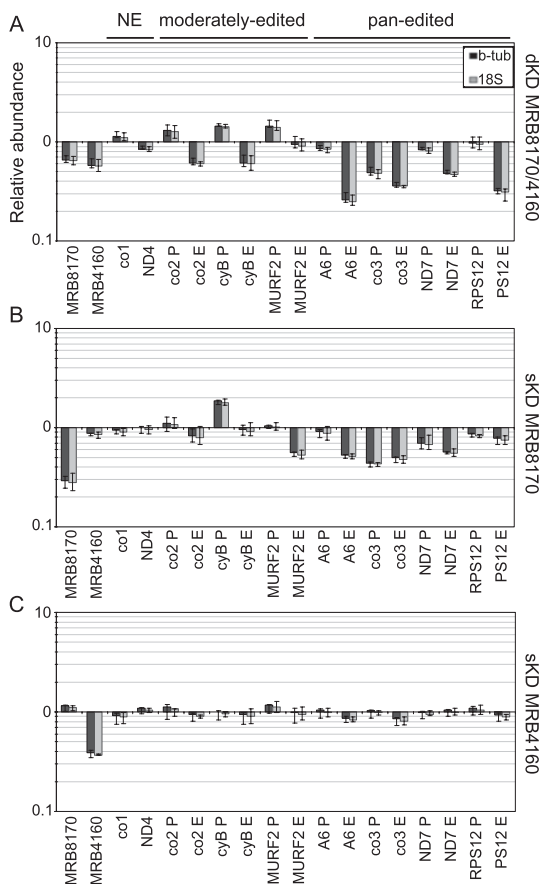 NE moderately-edited pan-edited
A
10
0
0.1
Relative abundance
b-tub
18S
dKD MRB8170/4160
MRB8170 MRB4160 co1 ND4 co2 P co2 E cyB P cyB E MURF2 P MURF2 E A6 P A6 E co3 P co3 E ND7 P ND7 E RPS12 P PS12 E
B
10
0
0.1
sKD MRB8170
MRB8170 MRB4160 co1 ND4 co2 P co2 E cyB P cyB E MURF2 P MURF2 E A6 P A6 E co3 P co3 E ND7 P ND7 E RPS12 P PS12 E
C
10
0
0.1
sKD MRB4160
MRB8170 MRB4160 co1 ND4 co2 P co2 E cyB P cyB E MURF2 P MURF2 E A6 P A6 E co3 P co3 E ND7 P ND7 E RPS12 P PS12 E